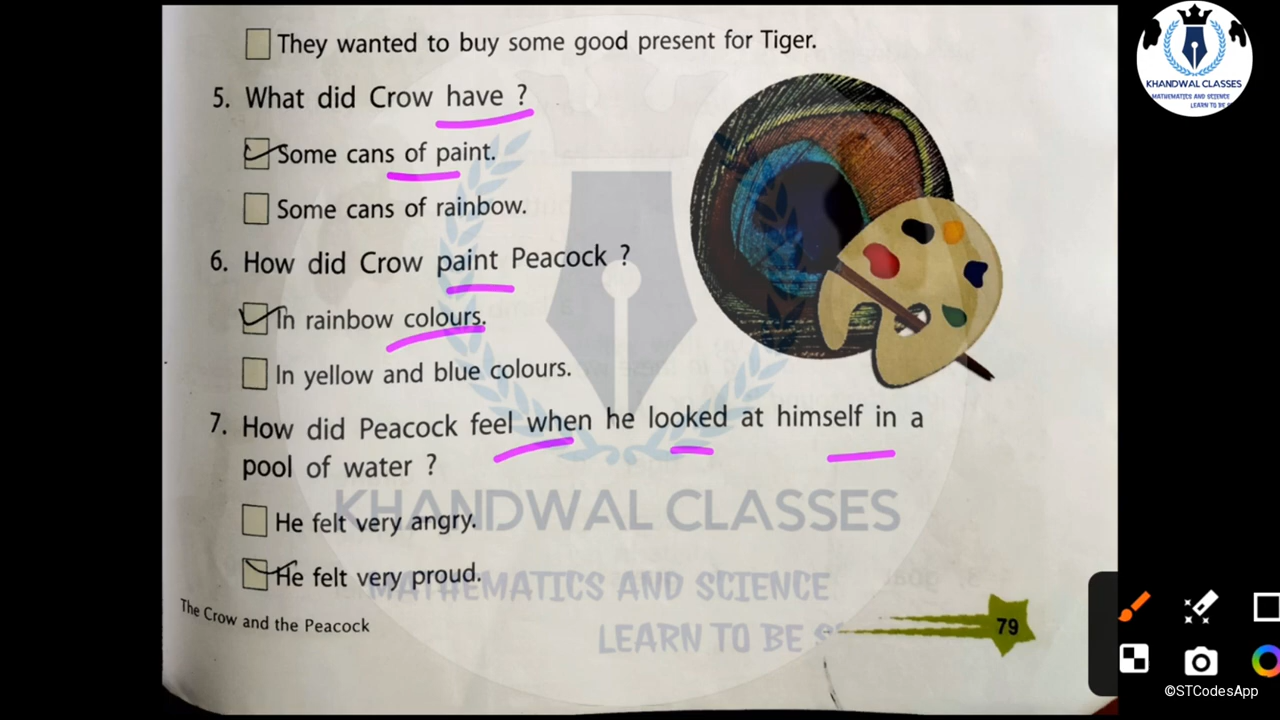 They wanted to buy some good present for Tiger.
5. What did Crow have ?
Some cans of paint.
Some cans of rainbow.
6. How did Crow paint Peacock ?
In rainbow colours.
In yellow and blue colours.
7. How did Peacock feel when he looked at himself in a
pool of water ?
He felt very angry.
He felt very proud.
The Crow and the Peacock
79
KHANDWAL CLASSES
MATHEMATICS AND SCIENCE
LEARN TO BE
KHANDWAL CLASSES
MATHEMATICS AND SCIENCE
LEARN TO BE
©STCodesApp